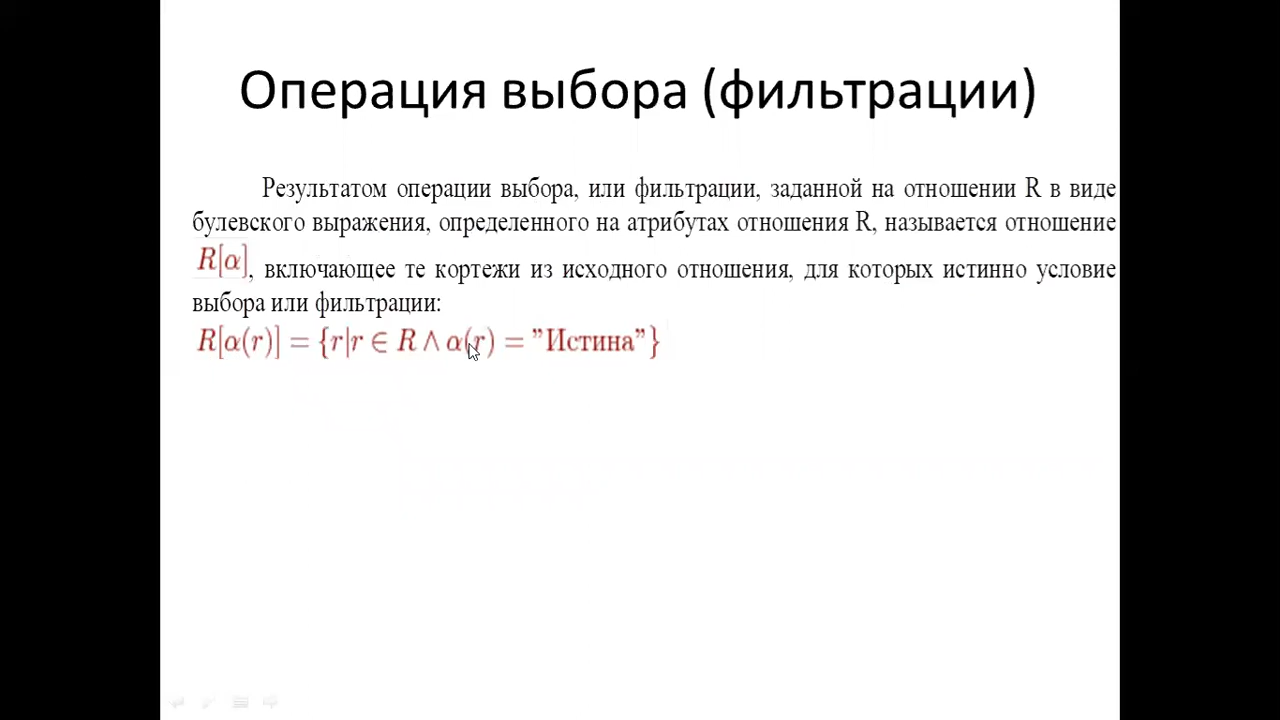 Операция выбора (фильтрации)
Результатом операции выбора, или фильтрации, заданной на отношении R в виде
булевского выражения, определенного на атрибутах отношения R, называется отношение
R[α], включающее те кортежи из исходного отношения, для которых истинно условие
выбора или фильтрации:
R[α(r)] = {r|r ∈ R ∧ α(r) = ”Истина”}